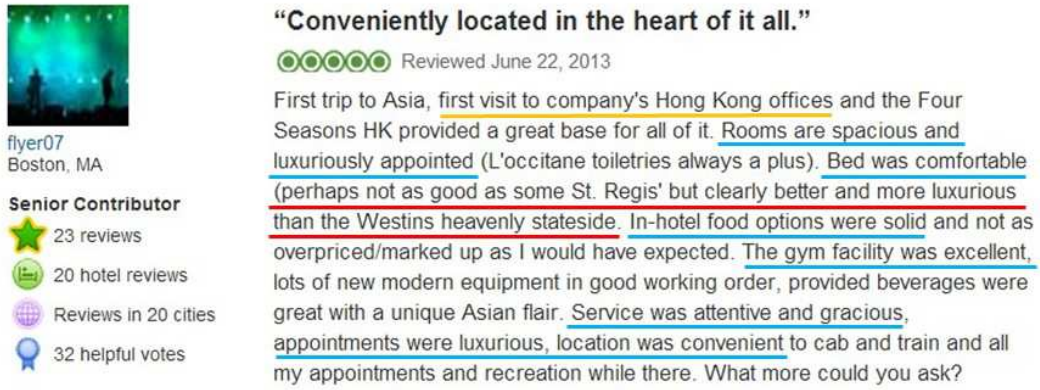 “Conveniently located in the heart of it all.”
Reviewed June 22, 2013
First trip to Asia, first visit to company's Hong Kong offices and the Four
Seasons HK provided a great base for all of it. Rooms are spacious and
luxuriously appointed (L'occitane toiletries always a plus). Bed was comfortable
(perhaps not as good as some St. Regis' but clearly better and more luxurious
than the Westins heavenly stateside. In-hotel food options were solid and not as
overpriced/marked up as I would have expected. The gym facility was excellent,
lots of new modern equipment in good working order, provided beverages were
great with a unique Asian flair. Service was attentive and gracious,
appointments were luxurious, location was convenient to cab and train and all
my appointments and recreation while there. What more could you ask?
flyer07
Boston, MA
Senior Contributor
23 reviews
20 hotel reviews
Reviews in 20 cities
32 helpful votes